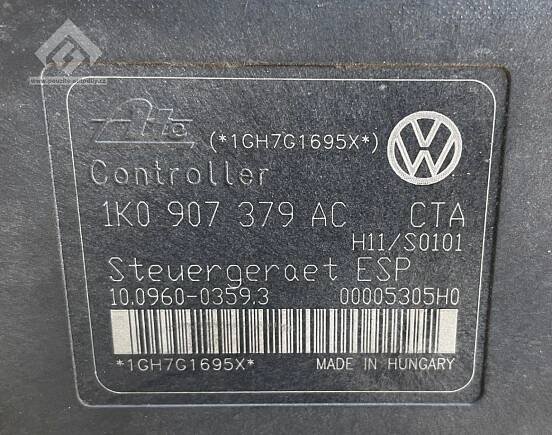 Ate (*1GH7G1695X*)
Controller
1K0 907 379 AC CTA
H11/S0101
Steuergeraet ESP
10.0960-0359.3 00005305H0
*1GH7G1695X* MADE IN HUNGARY